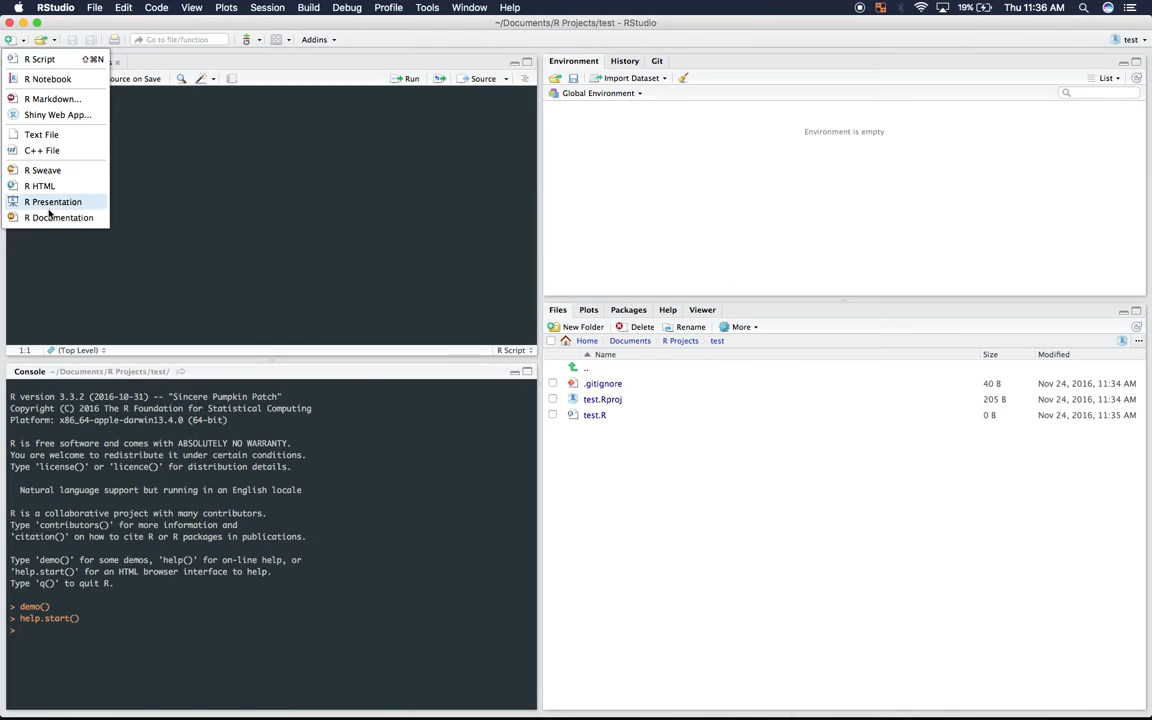 RStudio File Edit Code View Plots Session Build Debug Profile Tools Window Help 19% Thu 11:36 AM
~/Documents/R Projects/test - RStudio
Go to file/function Addins test
R Script ⇧⌘N
R Notebook
R Markdown...
Shiny Web App...
Text File
C++ File
R Sweave
R HTML
R Presentation
R Documentation
ource on Save Run Source
1:1 (Top Level) R Script
Console ~/Documents/R Projects/test/
R version 3.3.2 (2016-10-31) -- "Sincere Pumpkin Patch"
Copyright (C) 2016 The R Foundation for Statistical Computing
Platform: x86_64-apple-darwin13.4.0 (64-bit)
R is free software and comes with ABSOLUTELY NO WARRANTY.
You are welcome to redistribute it under certain conditions.
Type 'license()' or 'licence()' for distribution details.
Natural language support but running in an English locale
R is a collaborative project with many contributors.
Type 'contributors()' for more information and
'citation()' on how to cite R or R packages in publications.
Type 'demo()' for some demos, 'help()' for on-line help, or
'help.start()' for an HTML browser interface to help.
Type 'q()' to quit R.
> demo()
> help.start()
>
Environment History Git
Import Dataset List
Global Environment
Environment is empty
Files Plots Packages Help Viewer
New Folder Delete Rename More
Home Documents R Projects test ...
Name Size Modified
..
.gitignore 40 B Nov 24, 2016, 11:34 AM
test.Rproj 205 B Nov 24, 2016, 11:34 AM
test.R 0 B Nov 24, 2016, 11:35 AM